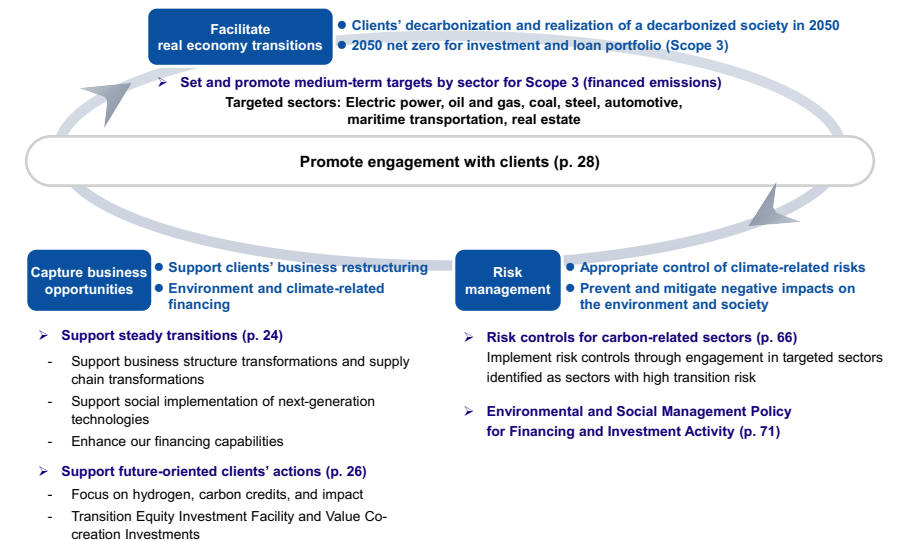 Facilitate
real economy transitions
● Clients’ decarbonization and realization of a decarbonized society in 2050
● 2050 net zero for investment and loan portfolio (Scope 3)
➢ Set and promote medium-term targets by sector for Scope 3 (financed emissions)
Targeted sectors: Electric power, oil and gas, coal, steel, automotive,
maritime transportation, real estate
Promote engagement with clients (p. 28)
Capture business
opportunities
● Support clients’ business restructuring
● Environment and climate-related
financing
➢ Support steady transitions (p. 24)
- Support business structure transformations and supply
chain transformations
- Support social implementation of next-generation
technologies
- Enhance our financing capabilities
➢ Support future-oriented clients’ actions (p. 26)
- Focus on hydrogen, carbon credits, and impact
- Transition Equity Investment Facility and Value Co-
creation Investments
Risk
management
● Appropriate control of climate-related risks
● Prevent and mitigate negative impacts on
the environment and society
➢ Risk controls for carbon-related sectors (p. 66)
Implement risk controls through engagement in targeted sectors
identified as sectors with high transition risk
➢ Environmental and Social Management Policy
for Financing and Investment Activity (p. 71)